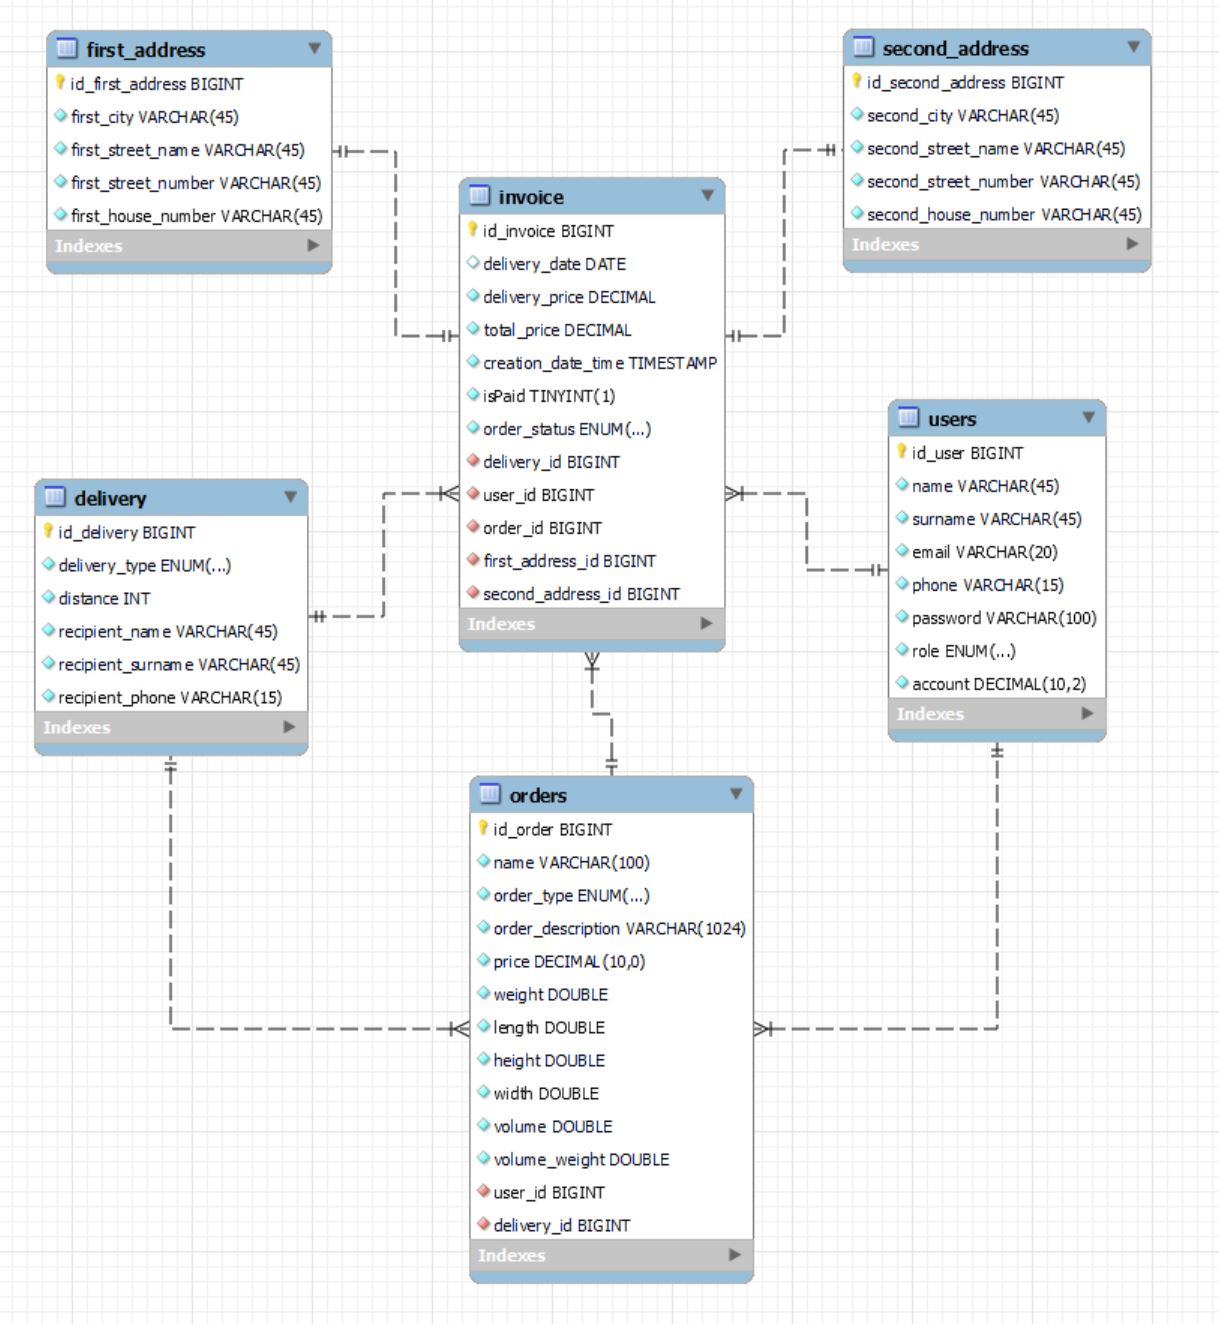 first_address
id_first_address BIGINT
first_city VARCHAR(45)
first_street_name VARCHAR(45)
first_street_number VARCHAR(45)
first_house_number VARCHAR(45)
Indexes
second_address
id_second_address BIGINT
second_city VARCHAR(45)
second_street_name VARCHAR(45)
second_street_number VARCHAR(45)
second_house_number VARCHAR(45)
Indexes
invoice
id_invoice BIGINT
delivery_date DATE
delivery_price DECIMAL
total_price DECIMAL
creation_date_time TIMESTAMP
isPaid TINYINT(1)
order_status ENUM(...)
delivery_id BIGINT
user_id BIGINT
order_id BIGINT
first_address_id BIGINT
second_address_id BIGINT
Indexes
users
id_user BIGINT
name VARCHAR(45)
surname VARCHAR(45)
email VARCHAR(20)
phone VARCHAR(15)
password VARCHAR(100)
role ENUM(...)
account DECIMAL(10,2)
Indexes
delivery
id_delivery BIGINT
delivery_type ENUM(...)
distance INT
recipient_name VARCHAR(45)
recipient_surname VARCHAR(45)
recipient_phone VARCHAR(15)
Indexes
orders
id_order BIGINT
name VARCHAR(100)
order_type ENUM(...)
order_description VARCHAR(1024)
price DECIMAL(10,0)
weight DOUBLE
length DOUBLE
height DOUBLE
width DOUBLE
volume DOUBLE
volume_weight DOUBLE
user_id BIGINT
delivery_id BIGINT
Indexes